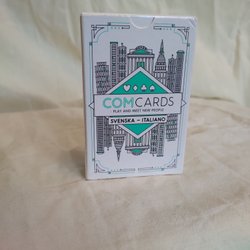 COMCARDS
PLAY AND MEET NEW PEOPLE
SVENSKA – ITALIANO